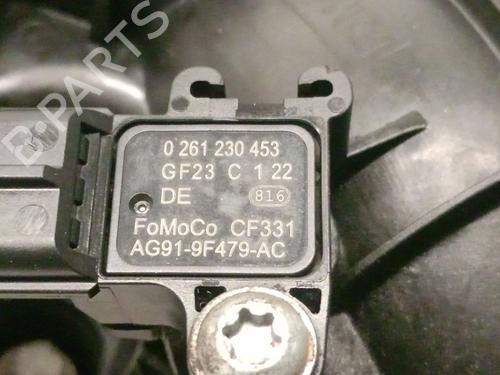 B-PARTS
0 261 230 453
GF23 C 1 22
DE 816
FoMoCo CF331
AG91-9F479-AC